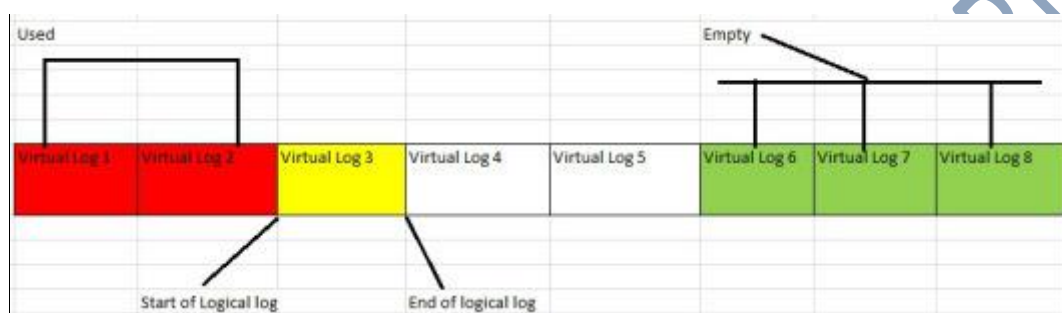 Used
Empty
Virtual Log 1
Virtual Log 2
Virtual Log 3
Virtual Log 4
Virtual Log 5
Virtual Log 6
Virtual Log 7
Virtual Log 8
Start of Logical log
End of logical log